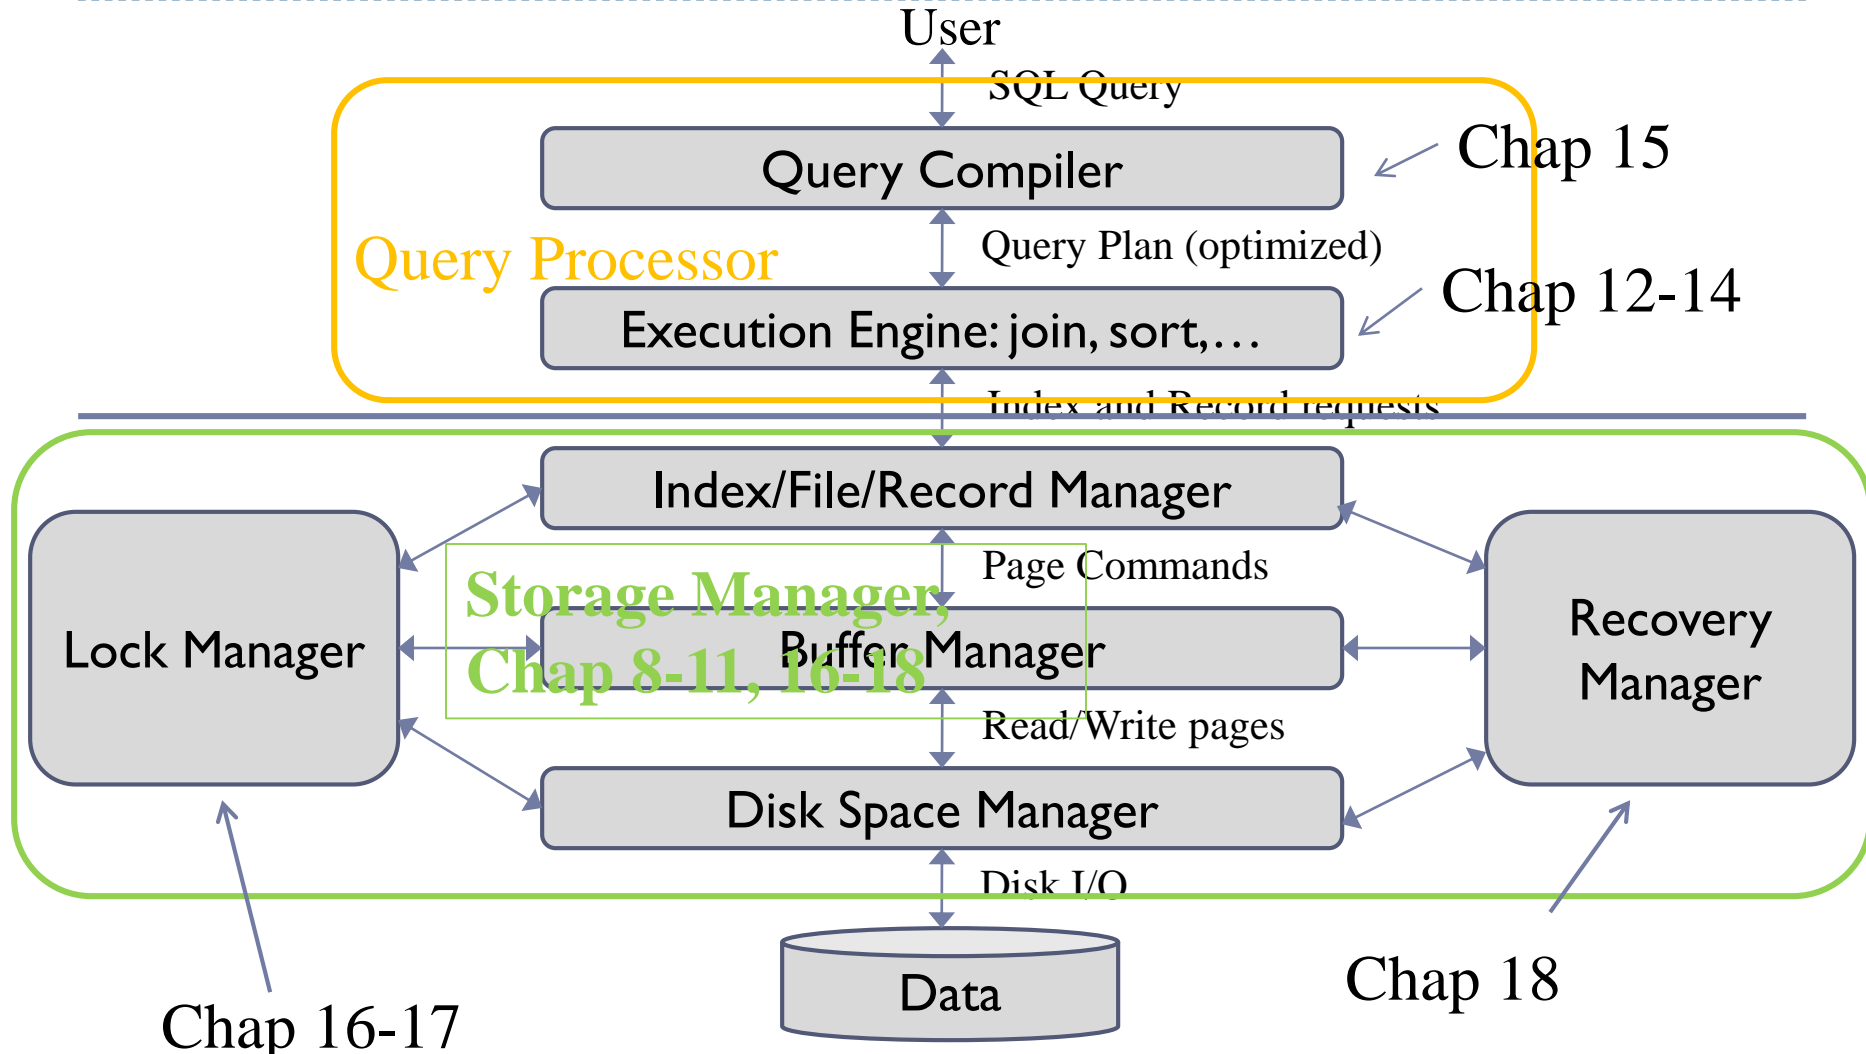 User
SQL Query
Query Compiler
Chap 15
Query Processor
Query Plan (optimized)
Chap 12-14
Execution Engine: join, sort,…
Index and Record requests
Index/File/Record Manager
Page Commands
Storage Manager,
Chap 8-11, 16-18
Lock Manager
Buffer Manager
Recovery
Manager
Read/Write pages
Disk Space Manager
Disk I/O
Data
Chap 18
Chap 16-17